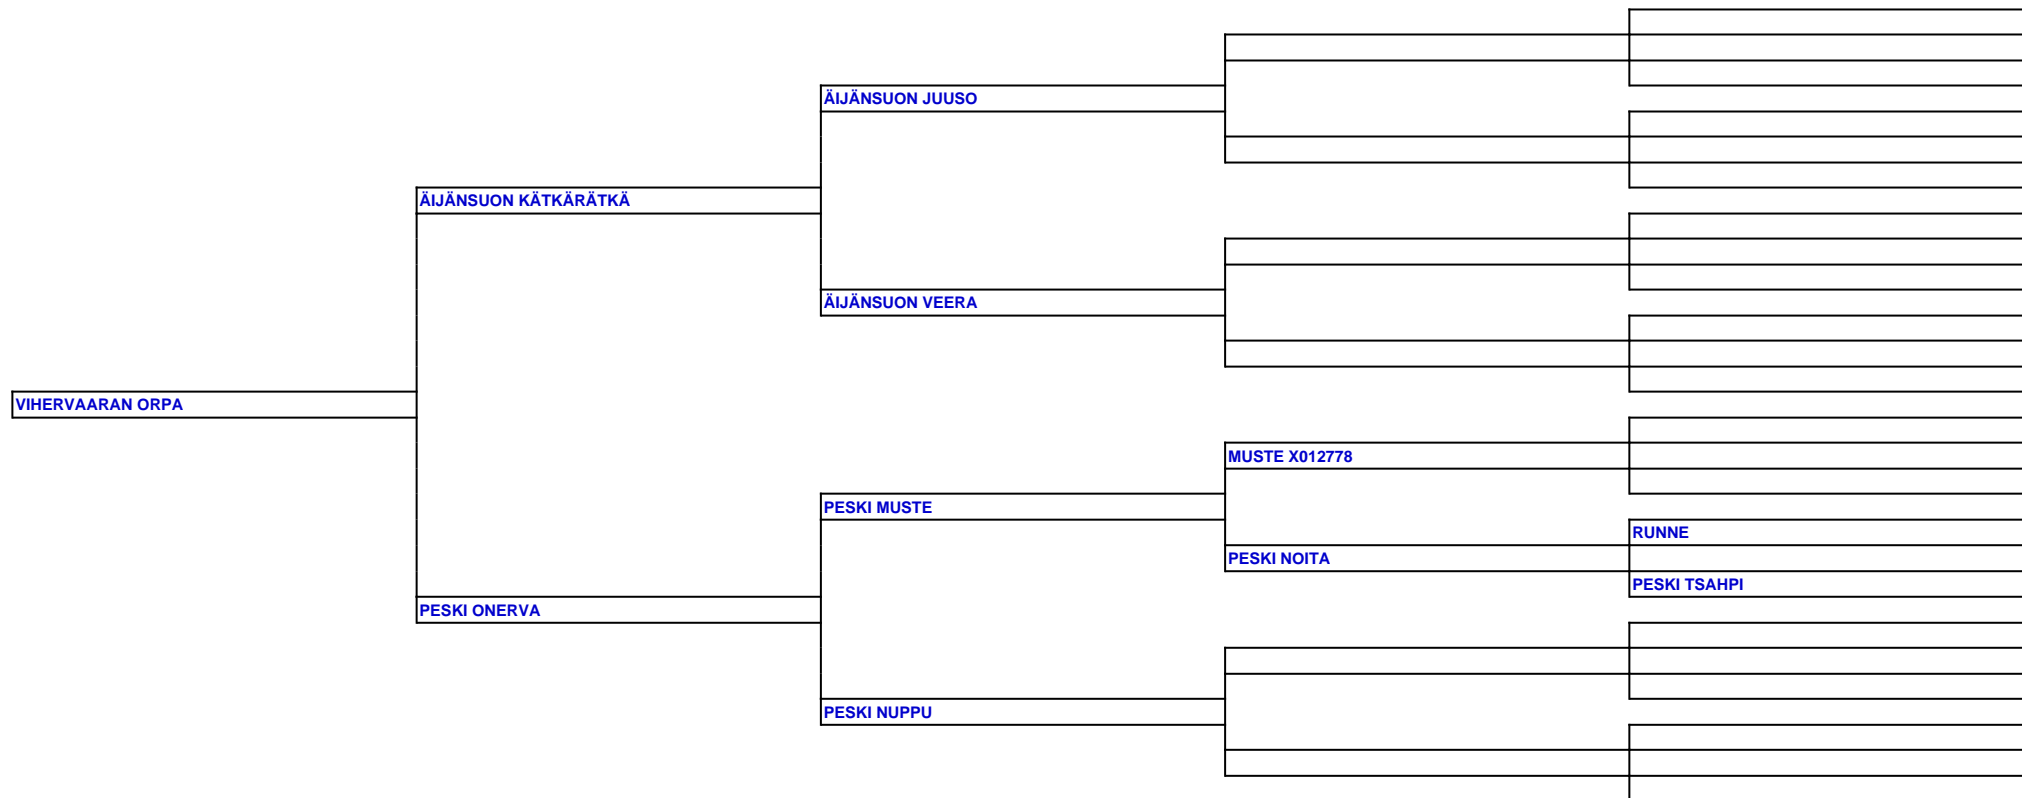 ÄIJÄNSUON JUUSO
ÄIJÄNSUON KÄTKÄRÄTKÄ
ÄIJÄNSUON VEERA
VIHERVAARAN ORPA
MUSTE X012778
PESKI MUSTE
RUNNE
PESKI NOITA
PESKI TSAHPI
PESKI ONERVA
PESKI NUPPU